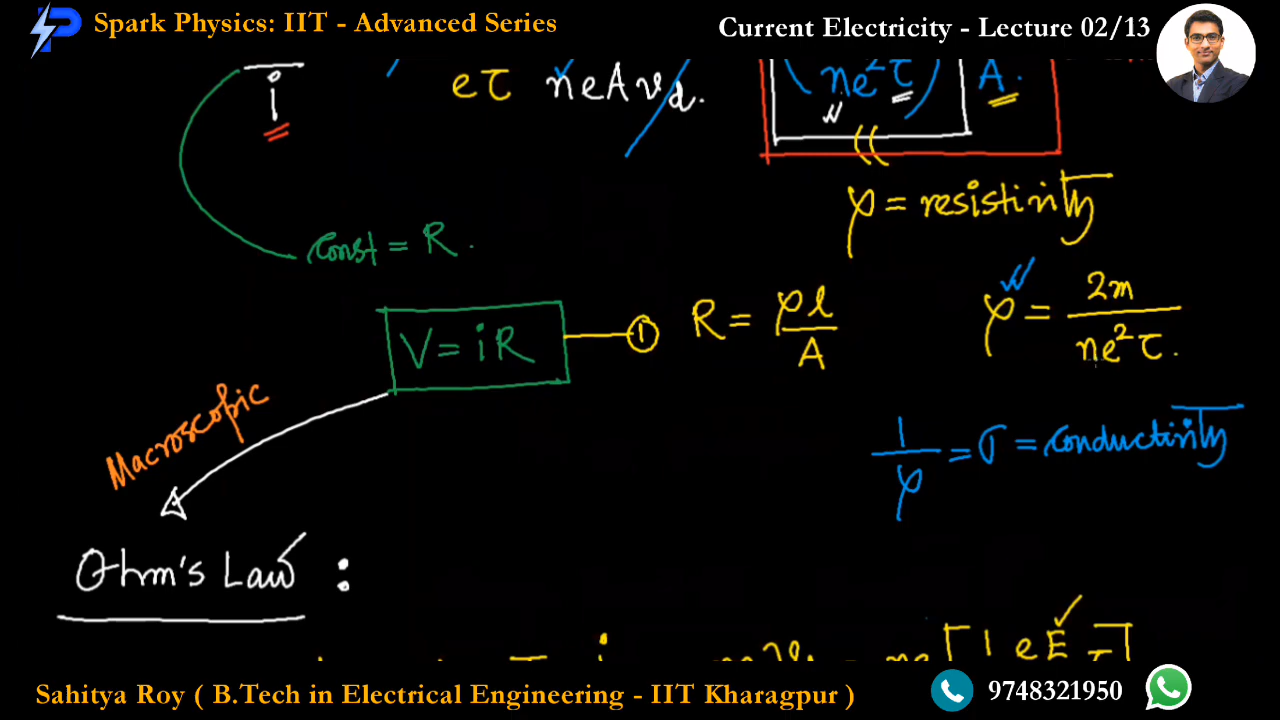 Spark Physics: IIT - Advanced Series
Current Electricity - Lecture 02/13
i
eτ neAvd.
(ne²τ) A.
ρ = resistivity
const = R.
V = iR ① R = ρl/A
ρ = 2m/ne²τ.
Macroscopic
1/ρ = σ = conductivity
Ohm's Law :
Sahitya Roy ( B.Tech in Electrical Engineering - IIT Kharagpur )
9748321950